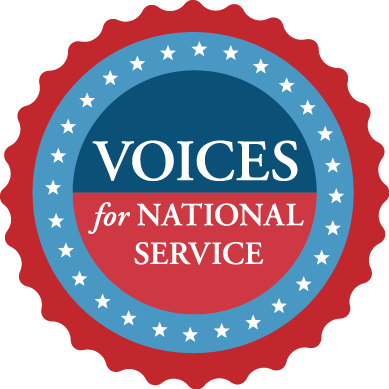 VOICES
for NATIONAL
SERVICE